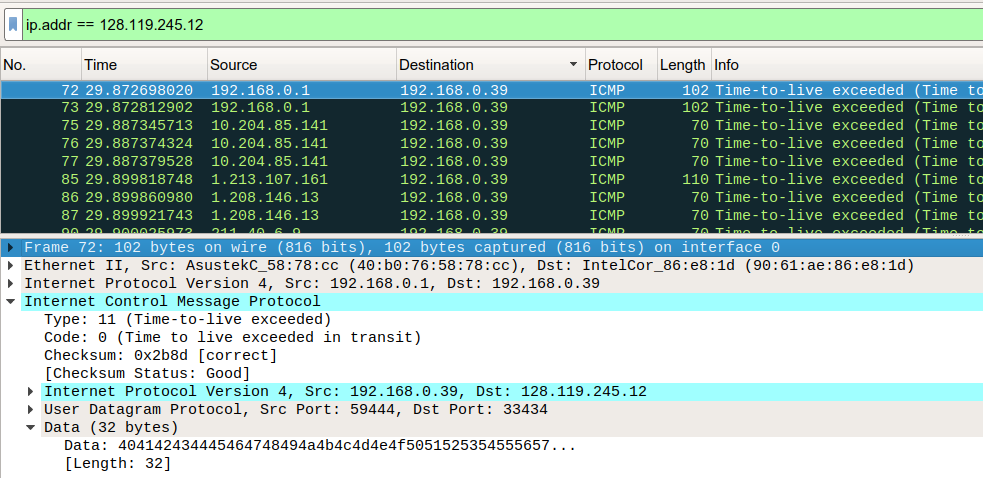 ip.addr == 128.119.245.12
No. Time Source Destination Protocol Length Info
72 29.872698020 192.168.0.1 192.168.0.39 ICMP 102 Time-to-live exceeded (Time to
73 29.872812902 192.168.0.1 192.168.0.39 ICMP 102 Time-to-live exceeded (Time to
75 29.887345713 10.204.85.141 192.168.0.39 ICMP 70 Time-to-live exceeded (Time to
76 29.887374324 10.204.85.141 192.168.0.39 ICMP 70 Time-to-live exceeded (Time to
77 29.887379528 10.204.85.141 192.168.0.39 ICMP 70 Time-to-live exceeded (Time to
85 29.899818748 1.213.107.161 192.168.0.39 ICMP 110 Time-to-live exceeded (Time to
86 29.899860980 1.208.146.13 192.168.0.39 ICMP 70 Time-to-live exceeded (Time to
87 29.899921743 1.208.146.13 192.168.0.39 ICMP 70 Time-to-live exceeded (Time to
90 29.900025973 211.40.6.9 192.168.0.39 ICMP 70 Time-to-live exceeded (Time to
Frame 72: 102 bytes on wire (816 bits), 102 bytes captured (816 bits) on interface 0
Ethernet II, Src: AsustekC_58:78:cc (40:b0:76:58:78:cc), Dst: IntelCor_86:e8:1d (90:61:ae:86:e8:1d)
Internet Protocol Version 4, Src: 192.168.0.1, Dst: 192.168.0.39
Internet Control Message Protocol
Type: 11 (Time-to-live exceeded)
Code: 0 (Time to live exceeded in transit)
Checksum: 0x2b8d [correct]
[Checksum Status: Good]
Internet Protocol Version 4, Src: 192.168.0.39, Dst: 128.119.245.12
User Datagram Protocol, Src Port: 59444, Dst Port: 33434
Data (32 bytes)
Data: 404142434445464748494a4b4c4d4e4f5051525354555657...
[Length: 32]